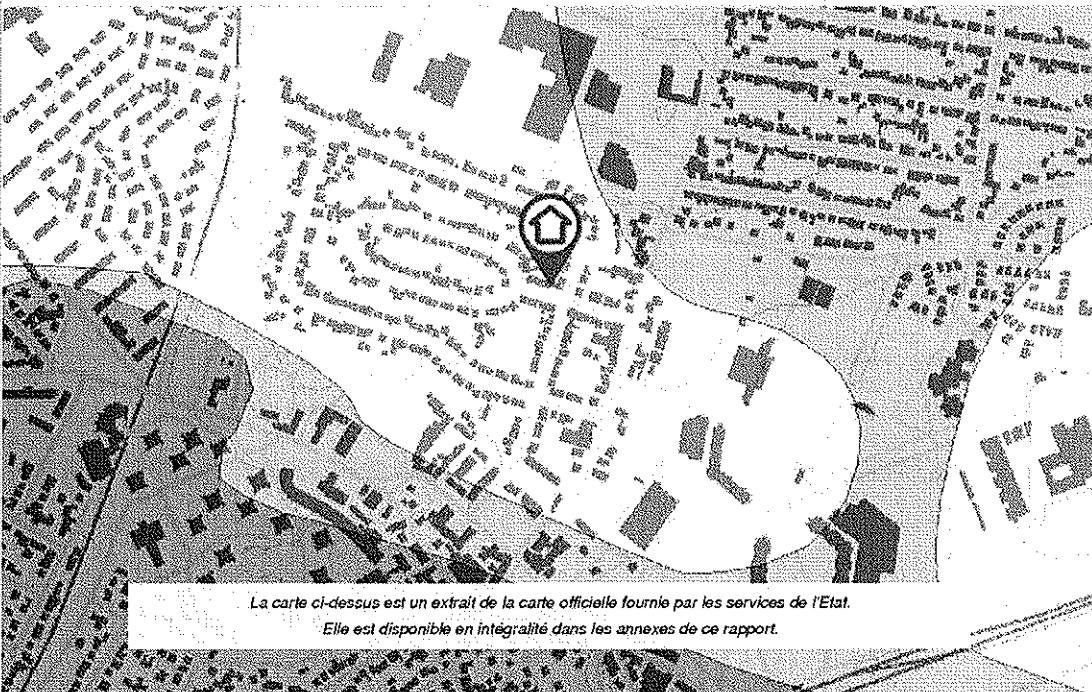 La carte ci-dessus est un extrait de la carte officielle fournie par les services de l'Etat.
Elle est disponible en intégralité dans les annexes de ce rapport.